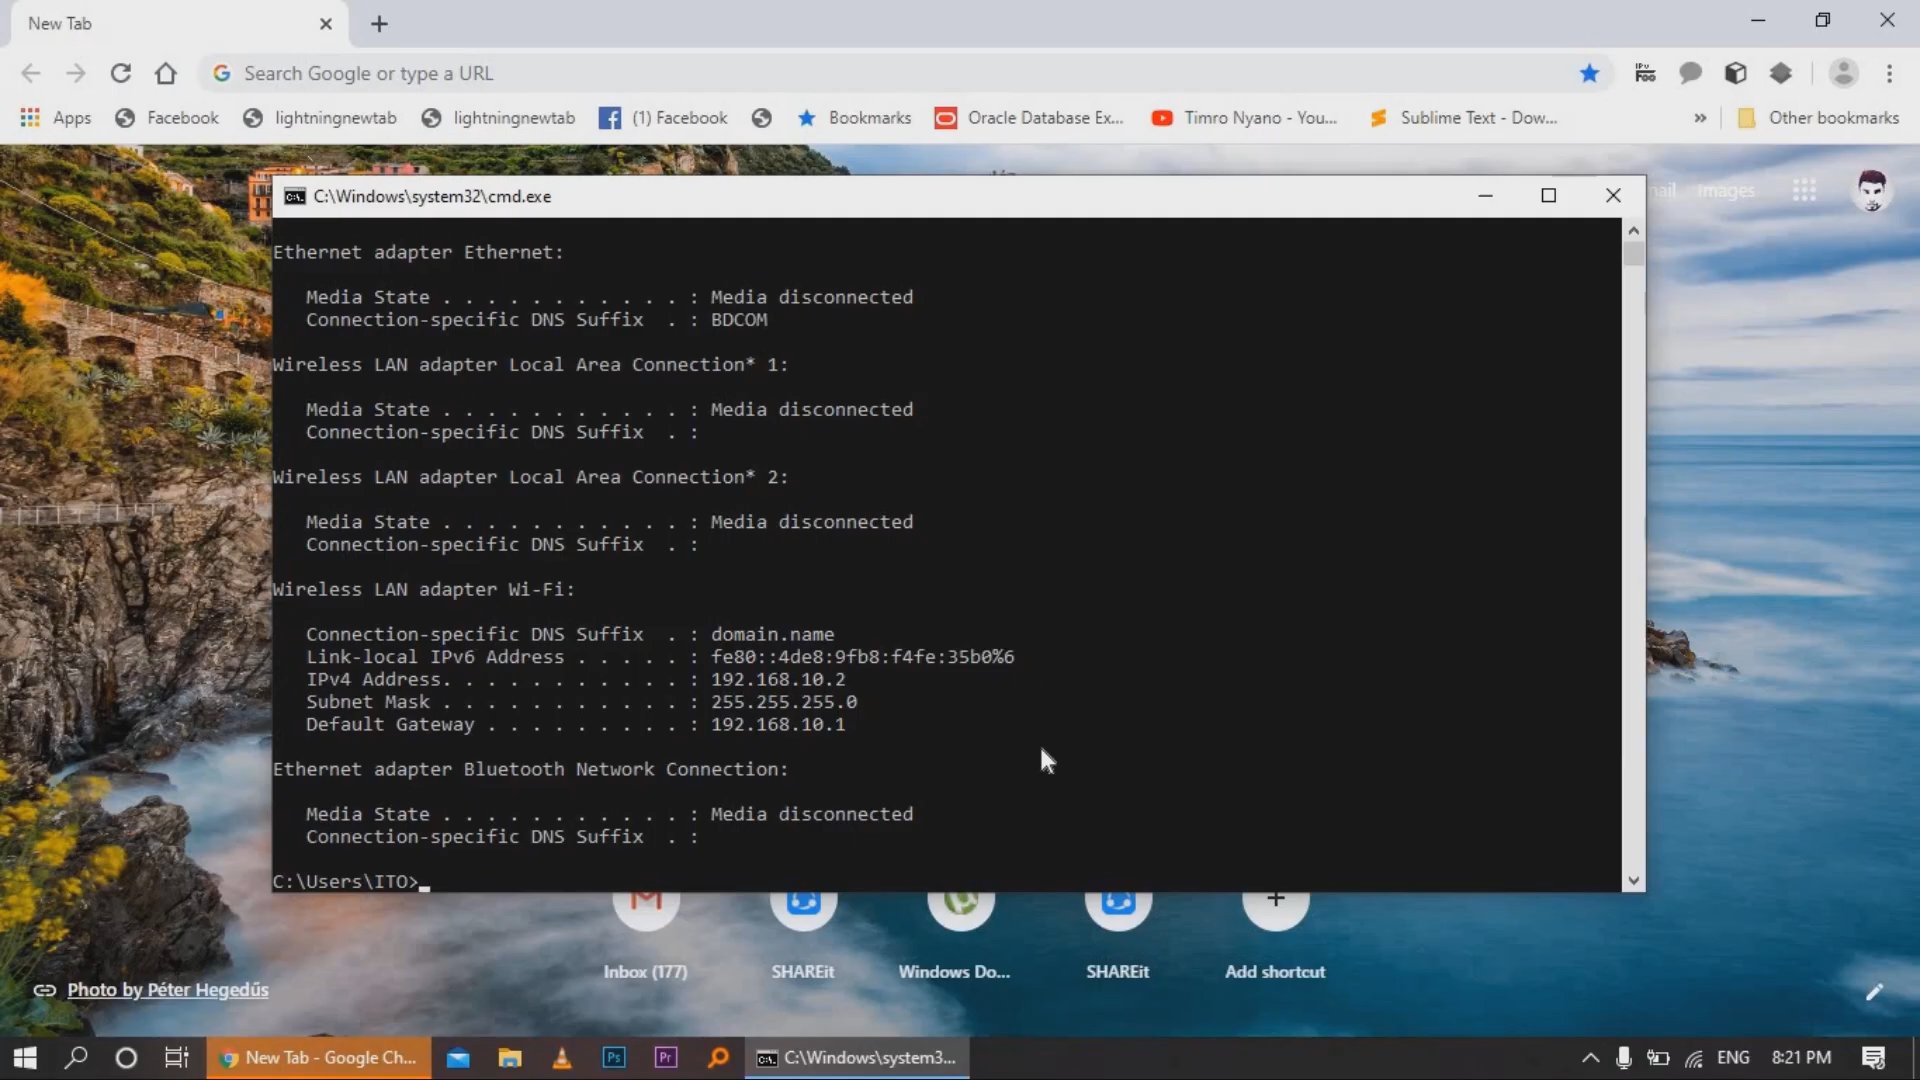 New Tab
Search Google or type a URL
IPv
Foo
Apps
Facebook
lightningnewtab
lightningnewtab
(1) Facebook
Bookmarks
Oracle Database Ex...
Timro Nyano - You...
Sublime Text - Dow...
»
Other bookmarks
Images
C:\Windows\system32\cmd.exe
Ethernet adapter Ethernet:
Media State . . . . . . . . . . . : Media disconnected
Connection-specific DNS Suffix . : BDCOM
Wireless LAN adapter Local Area Connection* 1:
Media State . . . . . . . . . . . : Media disconnected
Connection-specific DNS Suffix . :
Wireless LAN adapter Local Area Connection* 2:
Media State . . . . . . . . . . . : Media disconnected
Connection-specific DNS Suffix . :
Wireless LAN adapter Wi-Fi:
Connection-specific DNS Suffix . : domain.name
Link-local IPv6 Address . . . . . : fe80::4de8:9fb8:f4fe:35b0%6
IPv4 Address. . . . . . . . . . . : 192.168.10.2
Subnet Mask . . . . . . . . . . . : 255.255.255.0
Default Gateway . . . . . . . . . : 192.168.10.1
Ethernet adapter Bluetooth Network Connection:
Media State . . . . . . . . . . . : Media disconnected
Connection-specific DNS Suffix . :
C:\Users\ITO>
Inbox (177)
SHAREit
Windows Do...
SHAREit
Add shortcut
Photo by Péter Hegedűs
New Tab - Google Ch...
Ps
Pr
C:\Windows\system3...
ENG
8:21 PM